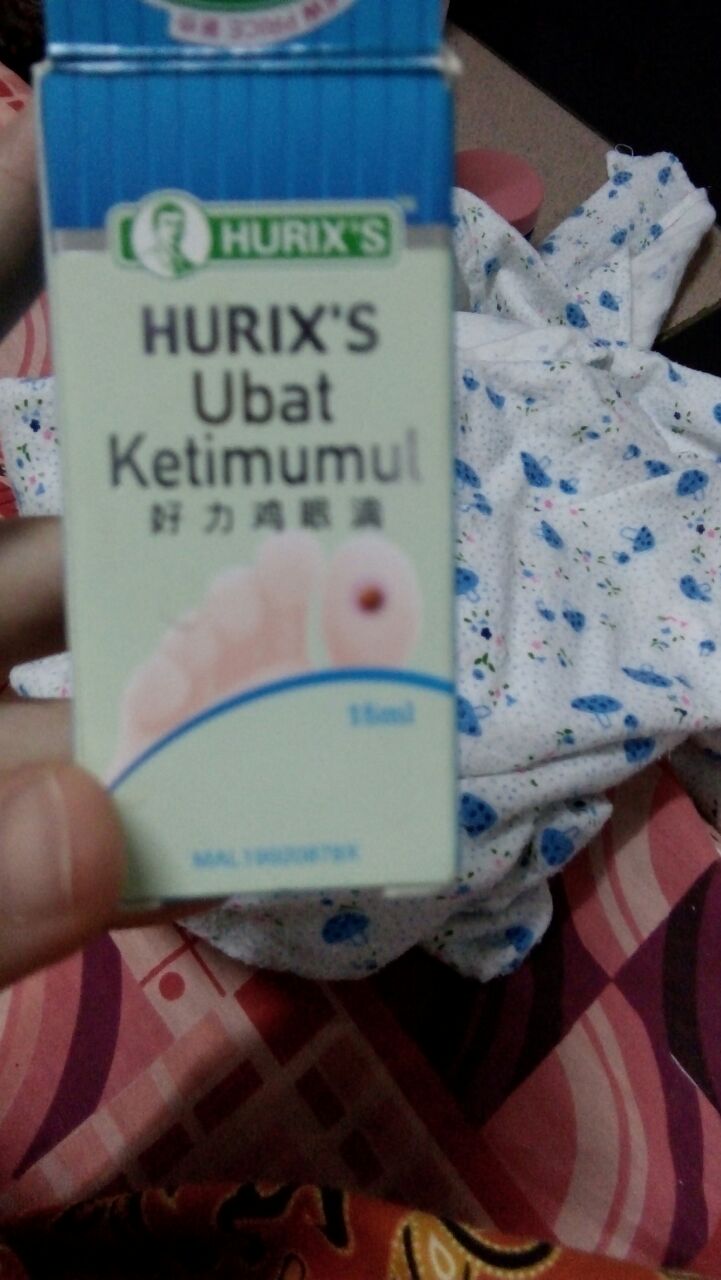 HURIX'S
HURIX'S
Ubat
Ketimumul
好力鸡眼滴
15ml